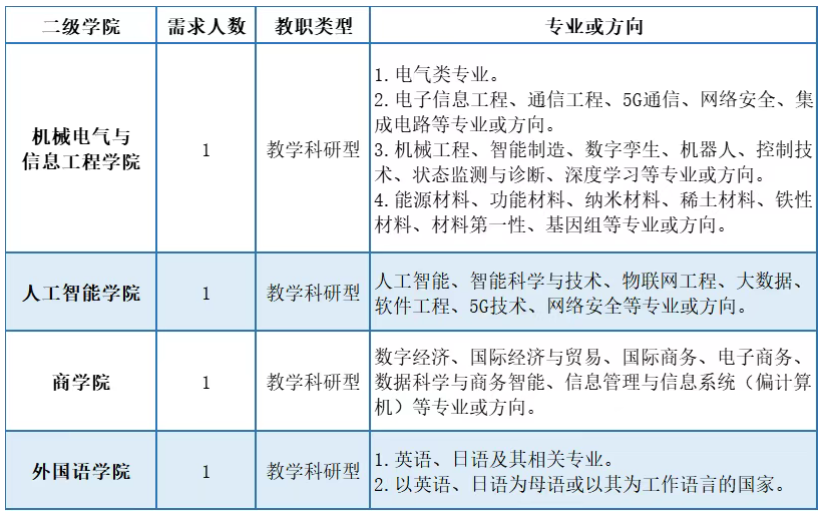 二级学院 需求人数 教职类型 专业或方向
机械电气与
信息工程学院
1
教学科研型
1.电气类专业。
2.电子信息工程、通信工程、5G通信、网络安全、集
成电路等专业或方向。
3.机械工程、智能制造、数字孪生、机器人、控制技
术、状态监测与诊断、深度学习等专业或方向。
4.能源材料、功能材料、纳米材料、稀土材料、铁性
材料、材料第一性、基因组等专业或方向。
人工智能学院
1
教学科研型
人工智能、智能科学与技术、物联网工程、大数据、
软件工程、5G技术、网络安全等专业或方向。
商学院
1
教学科研型
数字经济、国际经济与贸易、国际商务、电子商务、
数据科学与商务智能、信息管理与信息系统（偏计算
机）等专业或方向。
外国语学院
1
教学科研型
1.英语、日语及其相关专业。
2.以英语、日语为母语或以其为工作语言的国家。